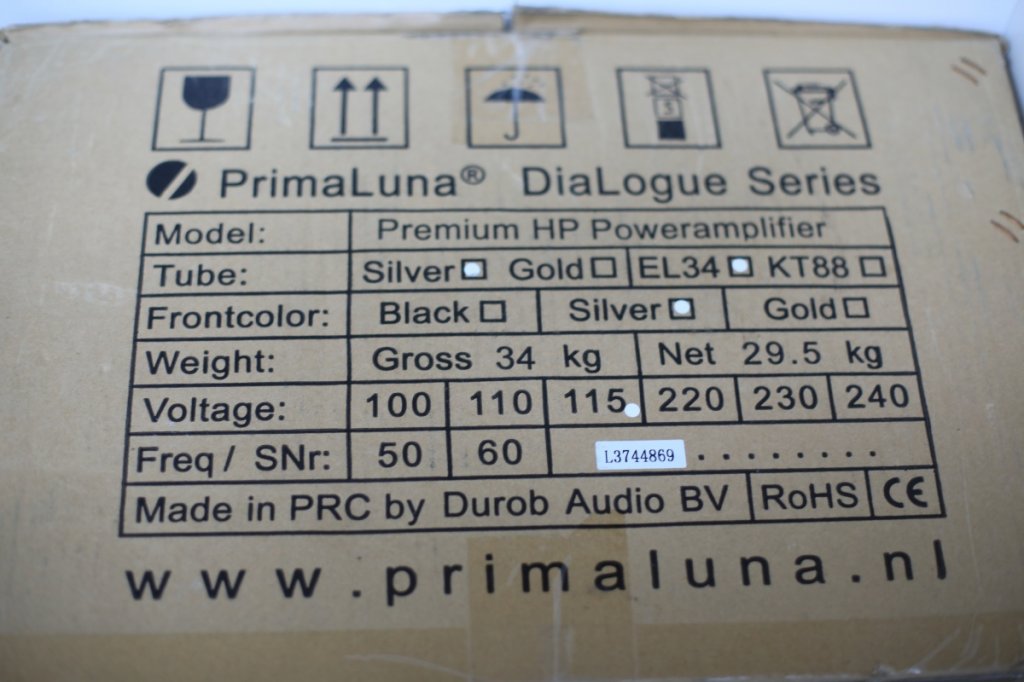 PrimaLuna® DiaLogue Series
Model: Premium HP Poweramplifier
Tube: Silver Gold EL34 KT88
Frontcolor: Black Silver Gold
Weight: Gross 34 kg Net 29.5 kg
Voltage: 100 110 115 220 230 240
Freq / SNr: 50 60 L3744869 . . . . . . . .
Made in PRC by Durob Audio BV RoHS CE
www.primaluna.nl